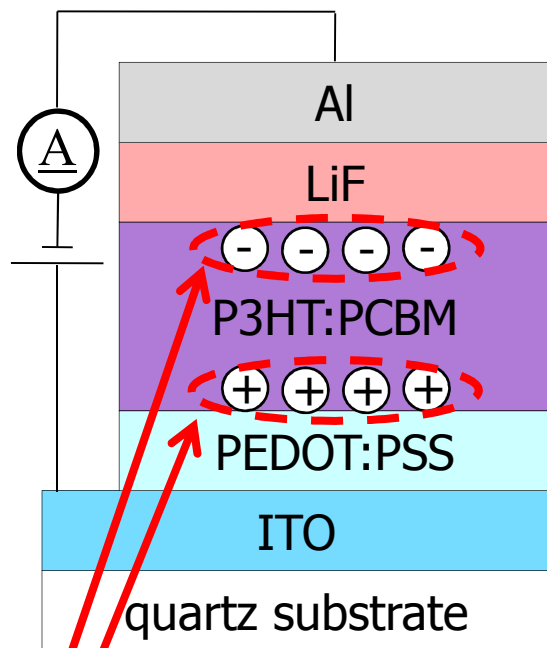 Al
A
LiF
- - - -
P3HT:PCBM
+ + + +
PEDOT:PSS
ITO
quartz substrate